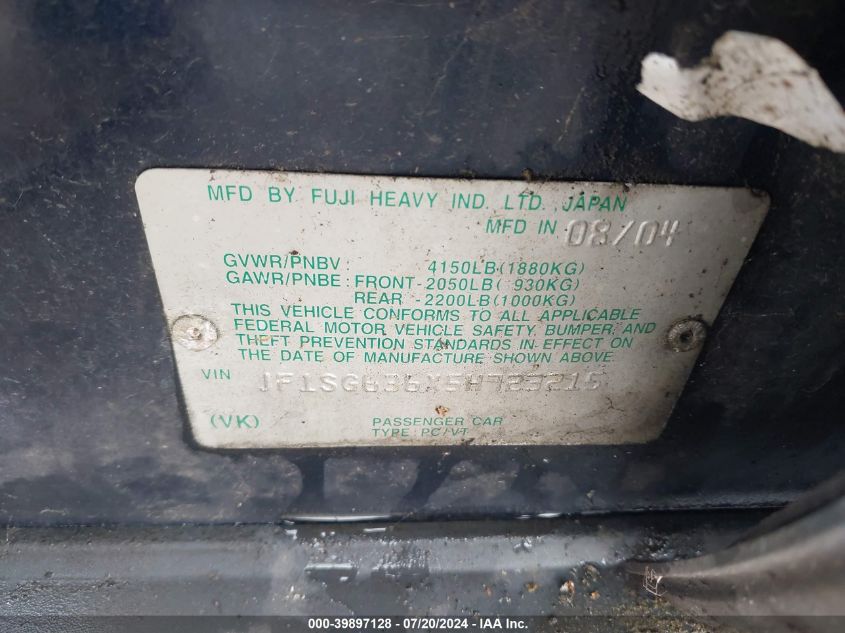 MFD BY FUJI HEAVY IND. LTD. JAPAN
MFD IN 08/04
GVWR/PNBV : 4150LB(1880KG)
GAWR/PNBE : FRONT-2050LB( 930KG)
REAR -2200LB(1000KG)
THIS VEHICLE CONFORMS TO ALL APPLICABLE
FEDERAL MOTOR VEHICLE SAFETY, BUMPER, AND
THEFT PREVENTION STANDARDS IN EFFECT ON
THE DATE OF MANUFACTURE SHOWN ABOVE
VIN JF1SG636X5H723215
(VK) PASSENGER CAR
TYPE : PC/VT
000-39897128 - 07/20/2024 - IAA Inc.